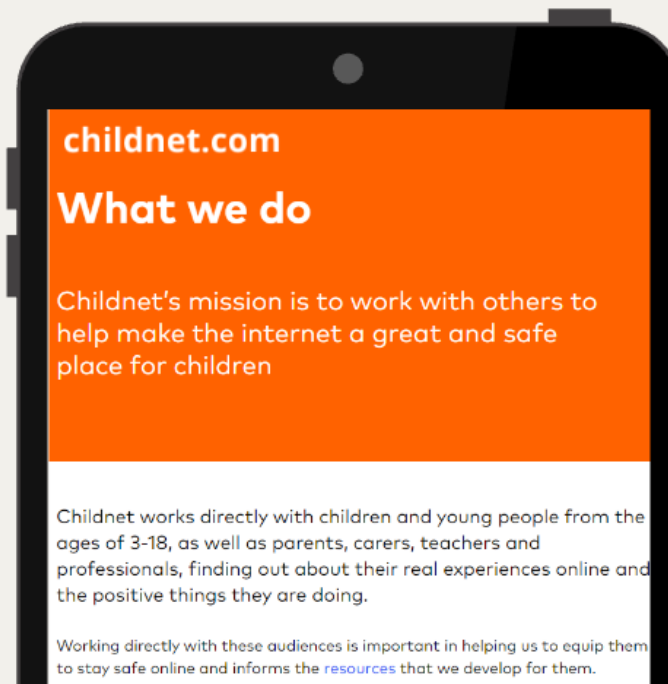 childnet.com
What we do
Childnet's mission is to work with others to
help make the internet a great and safe
place for children
Childnet works directly with children and young people from the
ages of 3-18, as well as parents, carers, teachers and
professionals, finding out about their real experiences online and
the positive things they are doing.
Working directly with these audiences is important in helping us to equip them
to stay safe online and informs the resources that we develop for them.